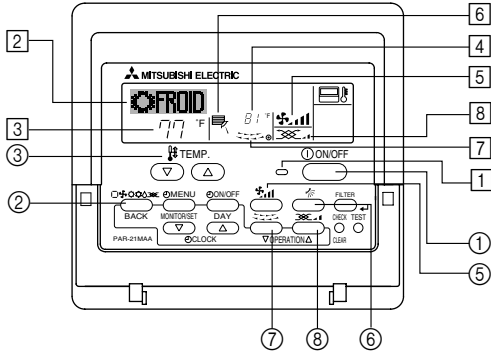 6
2
4
MITSUBISHI ELECTRIC
5
FROID
81 °F
3
77 °F
8
7
3
TEMP.
ON/OFF
1
2
MENU
ON/OFF
FILTER
BACK
MONITOR/SET
DAY
CHECK TEST
PAR-21MAA
CLOCK
OPERATION
CLEAR
1
5
7
8
6